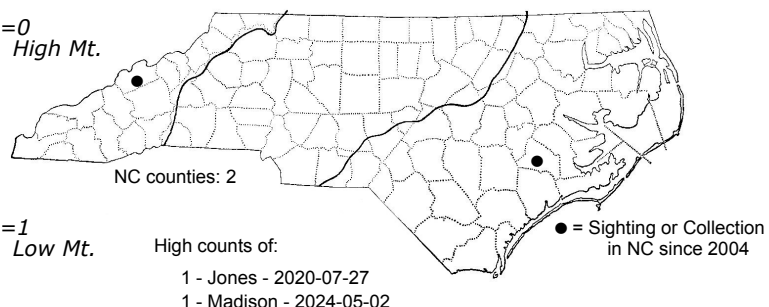 =0
High Mt.
NC counties: 2
=1
Low Mt.
High counts of:
1 - Jones - 2020-07-27
1 - Madison - 2024-05-02
● = Sighting or Collection
in NC since 2004